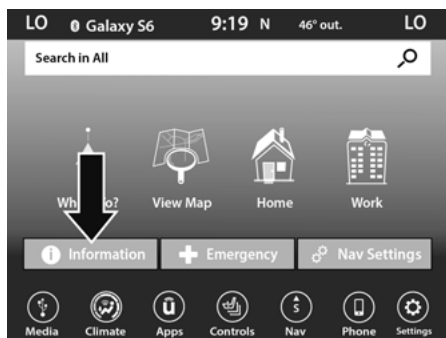 LO Galaxy S6 9:19 N 46° out. LO
Search in All
Wh o? View Map Home Work
Information Emergency Nav Settings
ū S
Media Climate Apps Controls Nav Phone Settings